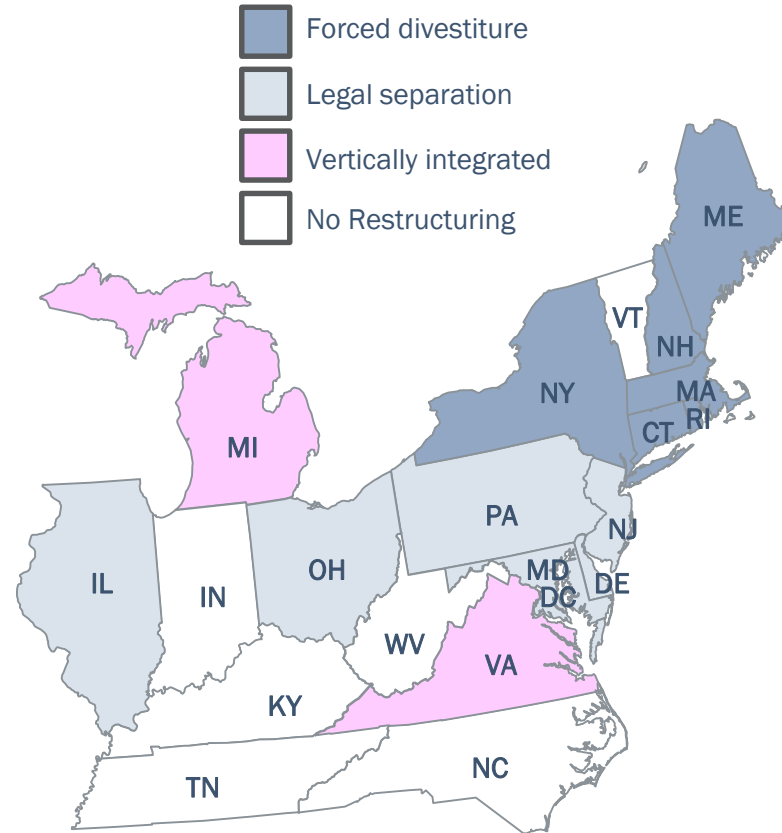 Forced divestiture
Legal separation
Vertically integrated
No Restructuring
ME
VT
NH
NY
MA
RI
CT
MI
PA
NJ
OH
IL
IN
MD
DE
DC
WV
VA
KY
NC
TN